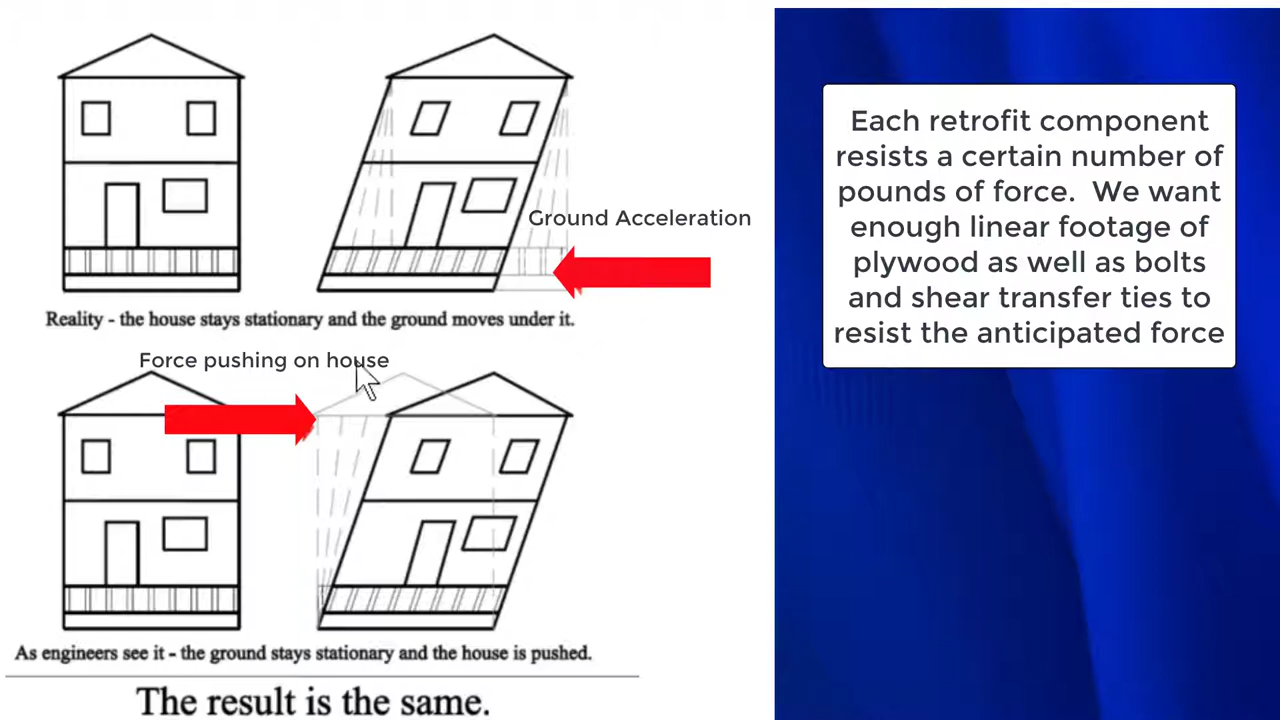 Ground Acceleration
Reality - the house stays stationary and the ground moves under it.
Force pushing on house
As engineers see it - the ground stays stationary and the house is pushed.
The result is the same.
Each retrofit component
resists a certain number of
pounds of force.  We want
enough linear footage of
plywood as well as bolts
and shear transfer ties to
resist the anticipated force